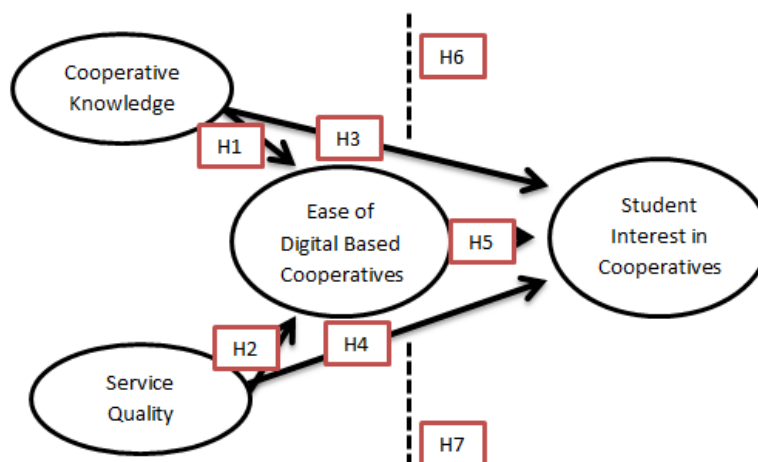 H6
Cooperative
Knowledge
H1
H3
Ease of
Digital Based
Cooperatives
H5
Student
Interest in
Cooperatives
H2
H4
Service
Quality
H7